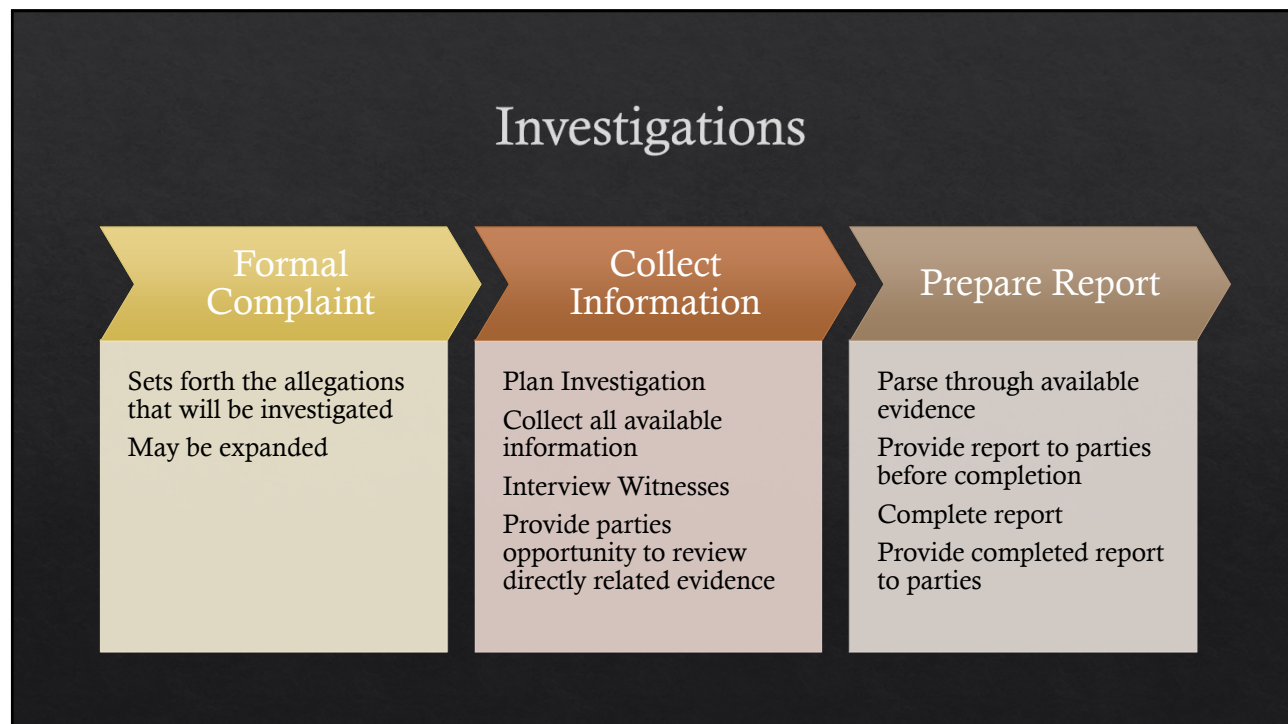 Investigations
Formal
Complaint
Sets forth the allegations
that will be investigated
May be expanded
Collect
Information
Plan Investigation
Collect all available
information
Interview Witnesses
Provide parties
opportunity to review
directly related evidence
Prepare Report
Parse through available
evidence
Provide report to parties
before completion
Complete report
Provide completed report
to parties